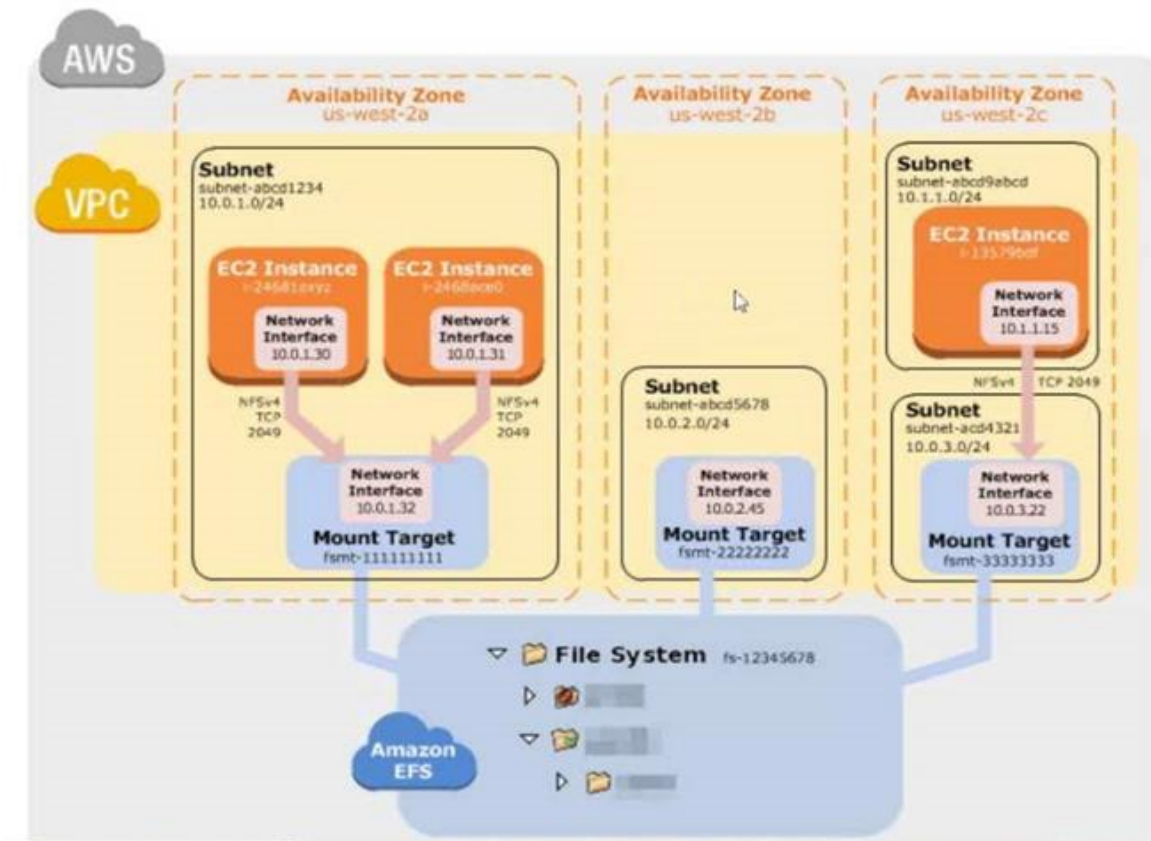 AWS
Availability Zone
us-west-2a
Availability Zone
us-west-2b
Availability Zone
us-west-2c
VPC
Subnet
subnet-abcd1234
10.0.1.0/24
EC2 Instance
Network
Interface
10.0.1.30
EC2 Instance
Network
Interface
10.0.1.31
NFSv4
TCP
2049
NFSv4
TCP
2049
Network
Interface
10.0.1.32
Mount Target
fsmt-111111111
Subnet
subnet-abcd5678
10.0.2.0/24
Network
Interface
10.0.2.45
Mount Target
fsmt-22222222
Subnet
subnet-abcd9abcd
10.1.1.0/24
EC2 Instance
i-13579bdf
Network
Interface
10.1.1.15
NFSv4 TCP 2049
Subnet
subnet-acd4321
10.0.3.0/24
Network
Interface
10.0.3.22
Mount Target
fsmt-33333333
File System fs-12345678
Amazon
EFS